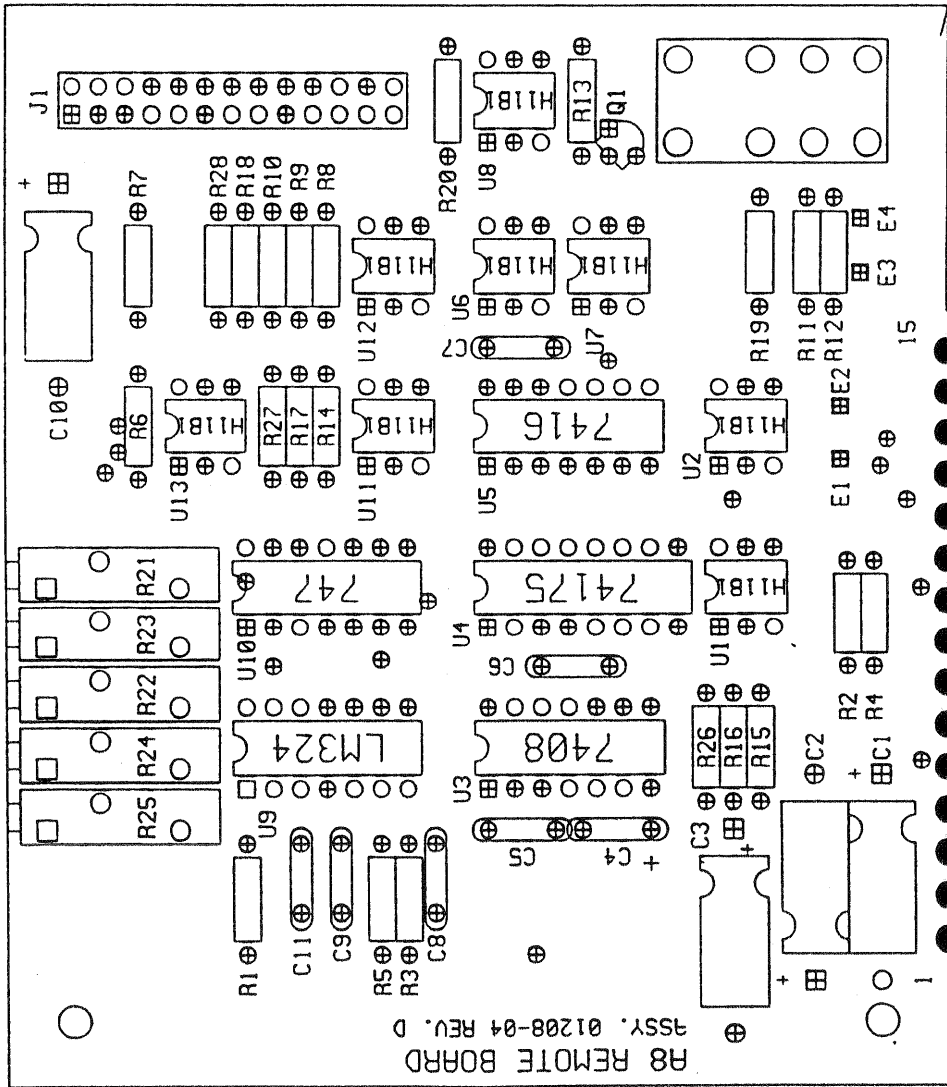 J1
+
R7
R28
R18
R10
R9
R8
R20
U8
H11B1
R13
Q1
U12
H11B1
U6
H11B1
H11B1
U7
C7
R19
R11
R12
E4
E3
15
C10
R6
U13
H11B1
R27
R17
R14
U11
H11B1
U5
7416
U2
H11B1
E2
E1
R21
R23
R22
R24
R25
U10
747
U4
74175
U1
H11B1
C6
R2
R4
U9
LM324
U3
7408
R26
R16
R15
C2
+
C1
C5
C4
+
C3
+
R1
C11
C9
R5
R3
C8
+
1
ASSY. 01208-04 REV. D
A8 REMOTE BOARD